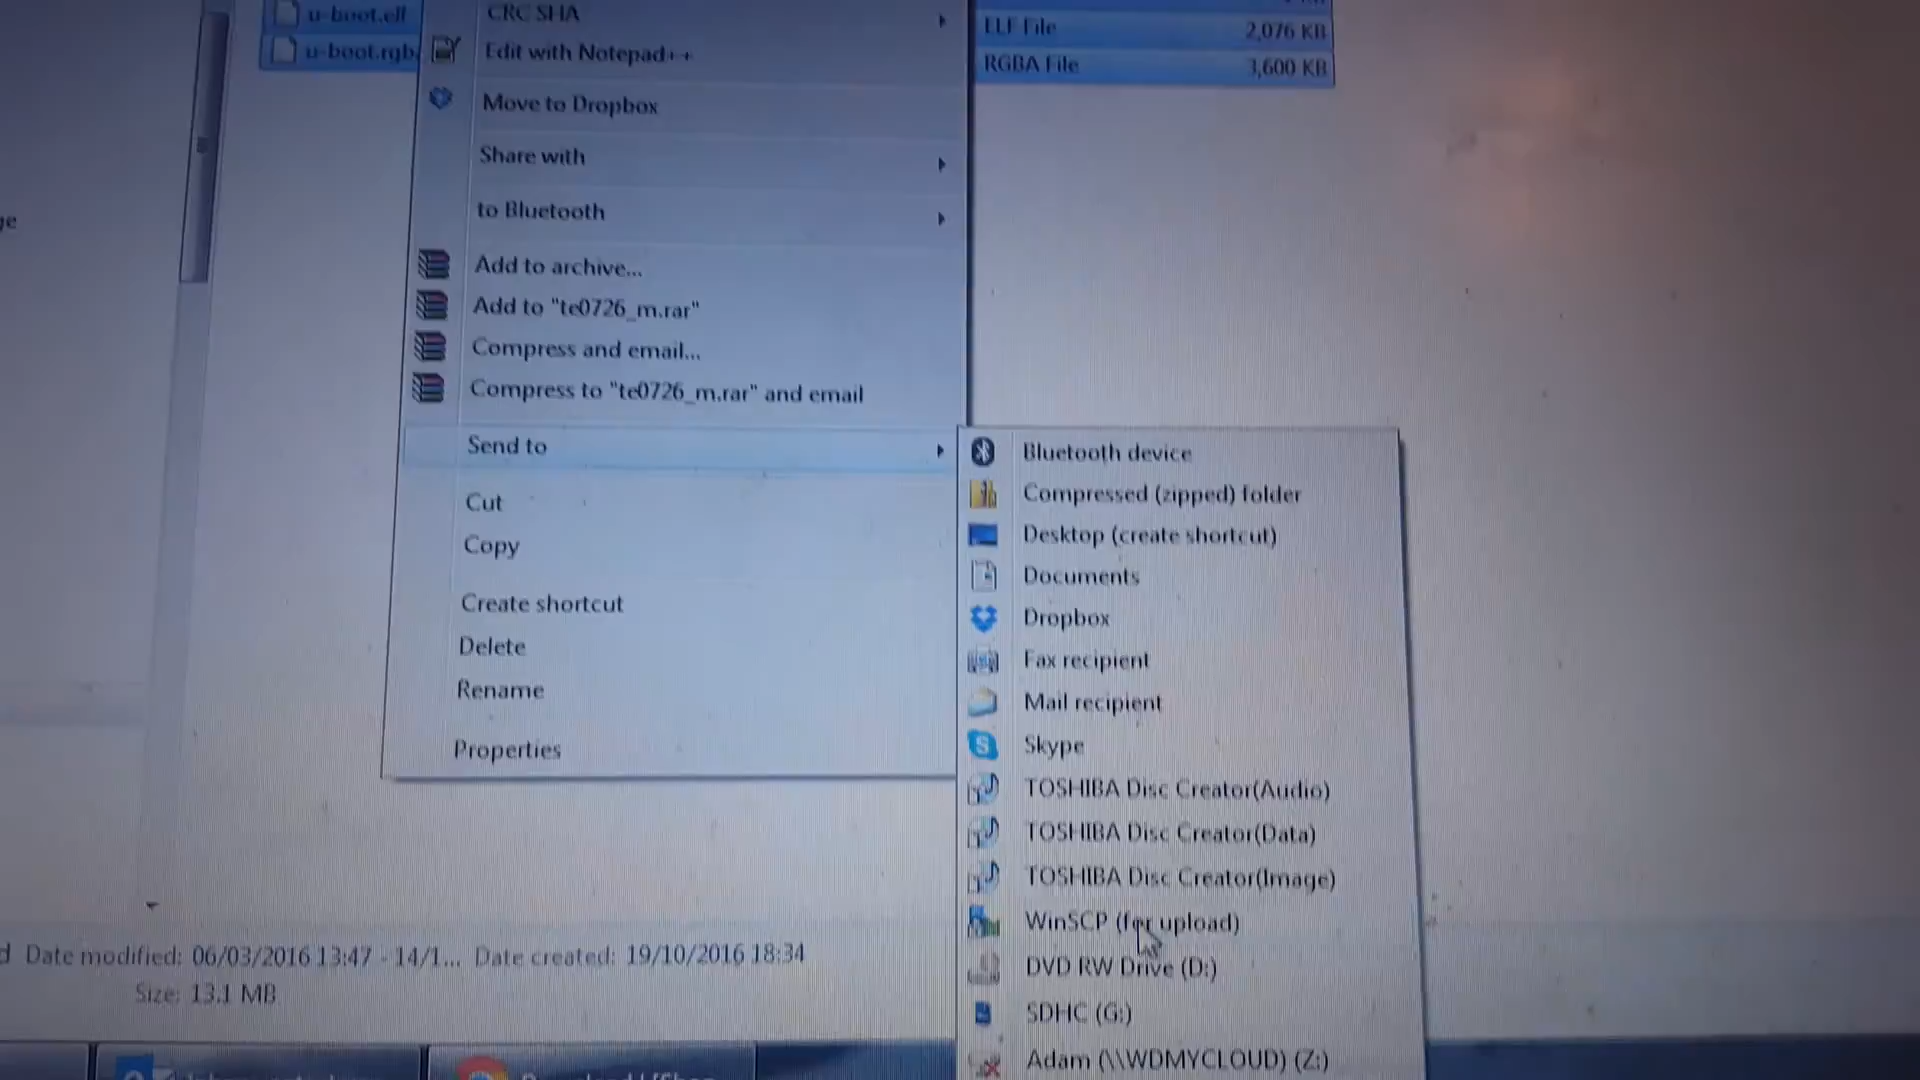 u-boot.elf
CRC SHA
ELF File
2,076 KB
u-boot.rgba
Edit with Notepad++
RGBA File
3,600 KB
Move to Dropbox
Share with
to Bluetooth
Add to archive...
Add to "te0726_m.rar"
Compress and email...
Compress to "te0726_m.rar" and email
Send to
Cut
Copy
Create shortcut
Delete
Rename
Properties
Bluetooth device
Compressed (zipped) folder
Desktop (create shortcut)
Documents
Dropbox
Fax recipient
Mail recipient
Skype
TOSHIBA Disc Creator(Audio)
TOSHIBA Disc Creator(Data)
TOSHIBA Disc Creator(Image)
WinSCP (for upload)
DVD RW Drive (D:)
SDHC (G:)
Adam (\\WDMYCLOUD) (Z:)
Date modified: 06/03/2016 13:47 - 14/1... Date created: 19/10/2016 18:34
Size: 13.1 MB